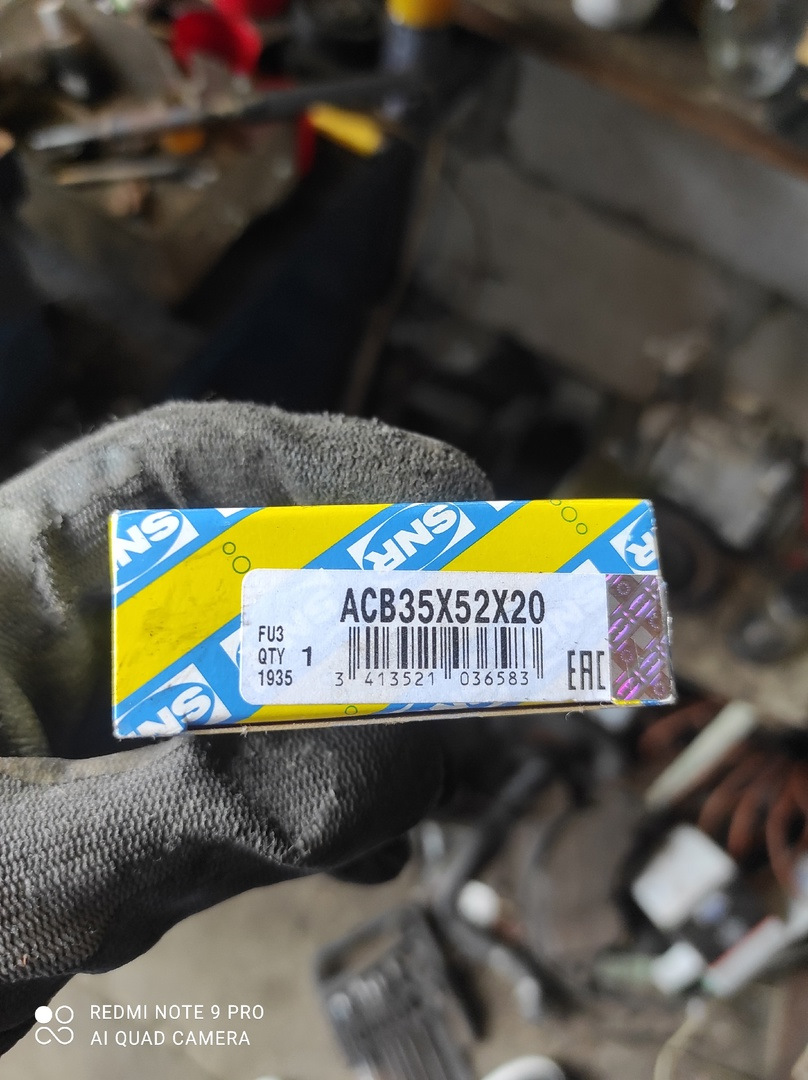 SNR
SNR
SNR
ACB35X52X20
FU3
QTY 1
1935
3 413521 036583
EAC
SNR
REDMI NOTE 9 PRO
AI QUAD CAMERA